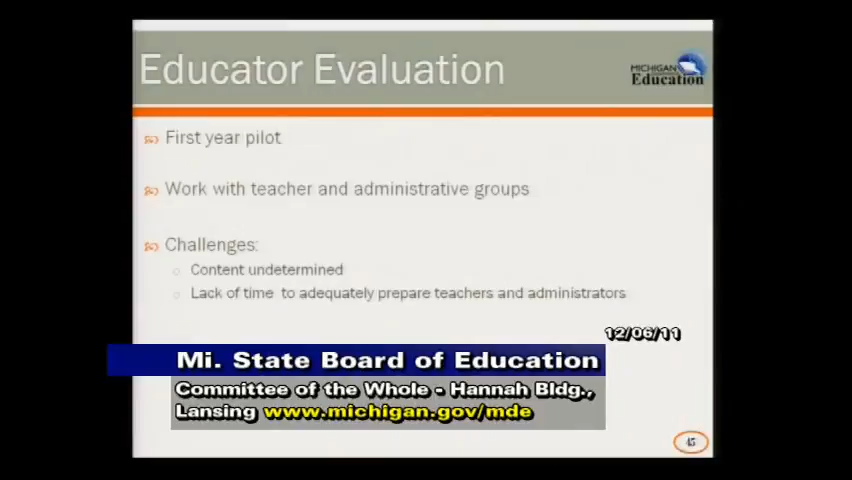 Educator Evaluation
MICHIGAN
Education
First year pilot
Work with teacher and administrative groups
Challenges:
Content undetermined
Lack of time to adequately prepare teachers and administrators
12/06/11
Mi. State Board of Education
Committee of the Whole - Hannah Bldg.,
Lansing www.michigan.gov/mde
45